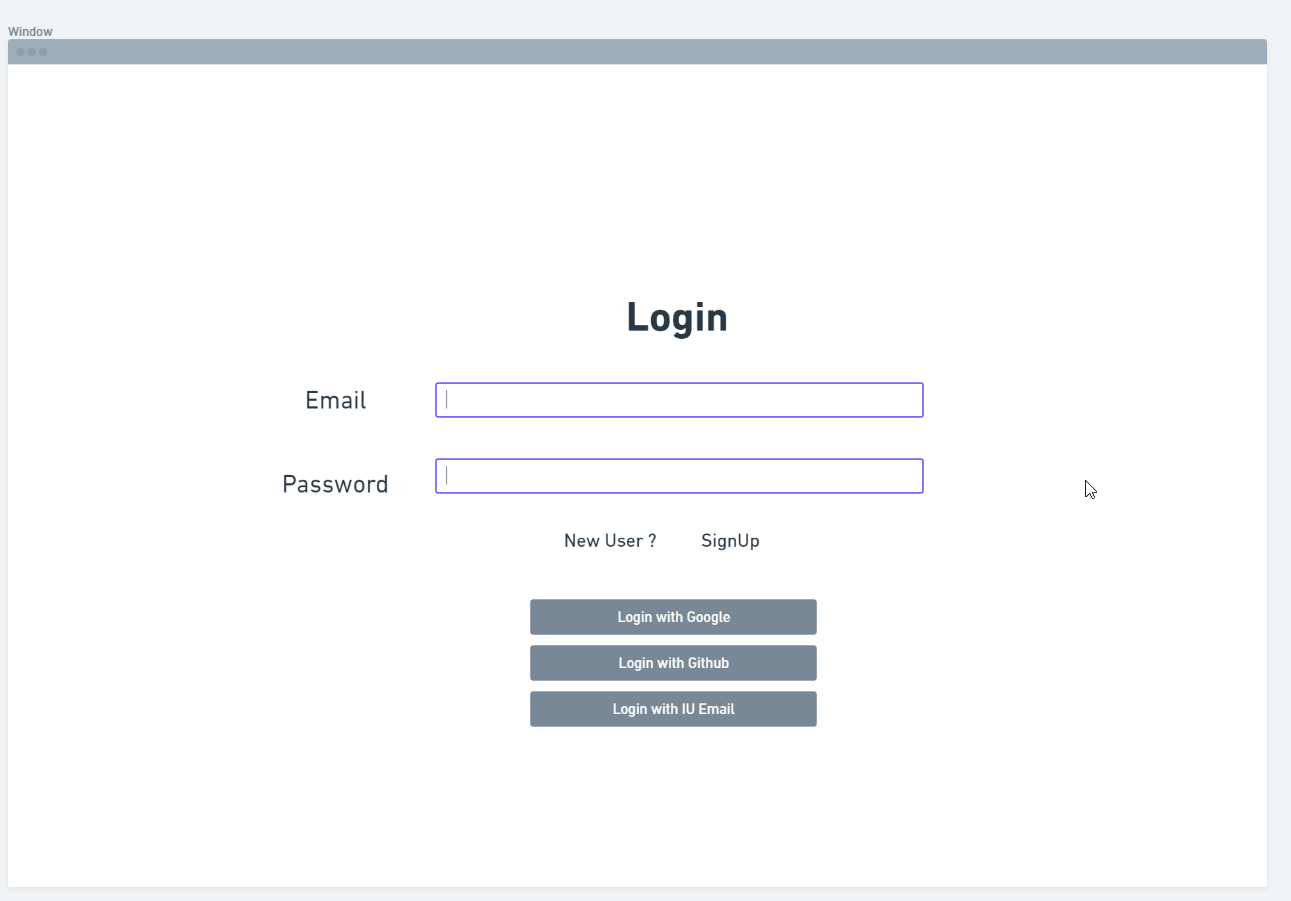 Window
Login
Email
Password
New User ? SignUp
Login with Google
Login with Github
Login with IU Email